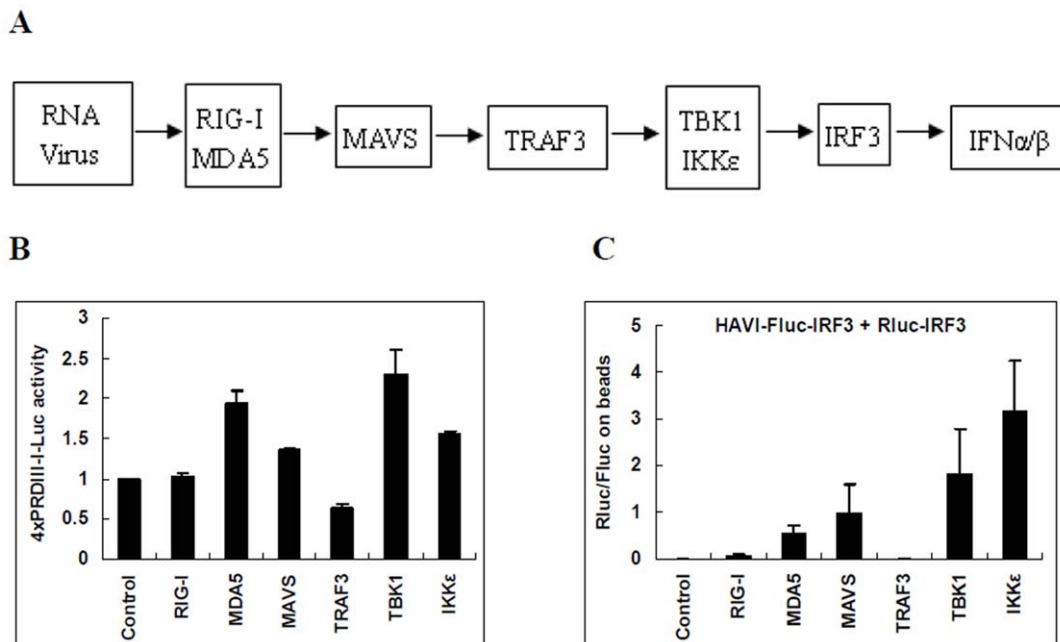 A
RNA
Virus
RIG-I
MDA5
MAVS
TRAF3
TBK1
IKKε
IRF3
IFNα/β
B
4xPRDIII-I-Luc activity
3
2.5
2
1.5
1
0.5
0
Control
RIG-I
MDA5
MAVS
TRAF3
TBK1
IKKε
C
HAVI-Fluc-IRF3 + Rluc-IRF3
Rluc/Fluc on beads
5
4
3
2
1
0
Control
RIG-I
MDA5
MAVS
TRAF3
TBK1
IKKε